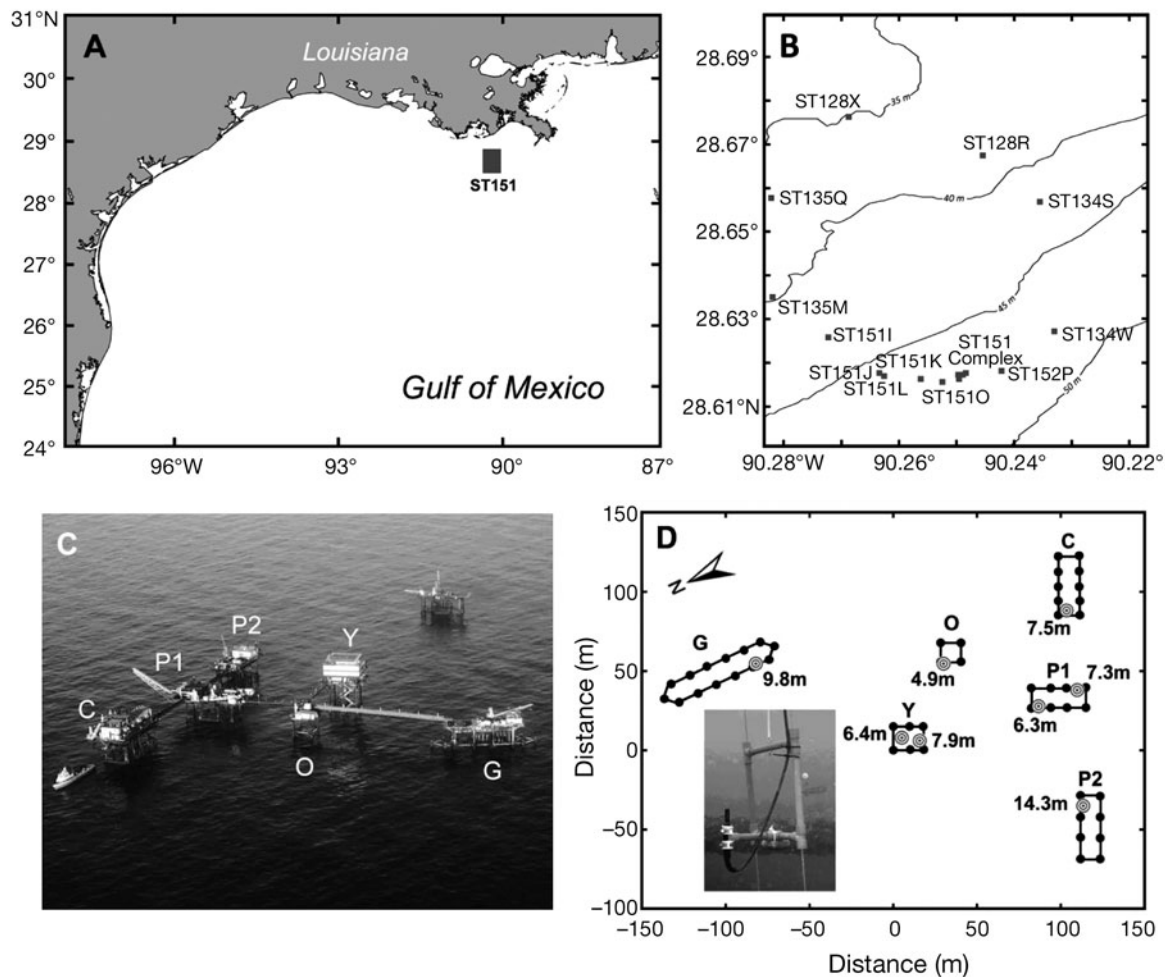 A
Louisiana
ST151
Gulf of Mexico
31°N
30°
29°
28°
27°
26°
25°
24°
96°W
93°
90°
87°
B
28.69°
28.67°
28.65°
28.63°
28.61°N
35 m
ST128X
ST128R
40 m
ST135Q
ST134S
45 m
ST135M
ST151I
ST151
Complex
ST134W
ST151K
ST151J
ST151L
ST151O
ST152P
50 m
90.28°W
90.26°
90.24°
90.22°
C
P2
Y
P1
C
O
G
D
N
150
100
50
0
−50
−100
Distance (m)
C
7.5m
O
4.9m
G
9.8m
P1
7.3m
6.3m
Y
6.4m
7.9m
P2
14.3m
−150
−100
−50
0
50
100
150
Distance (m)